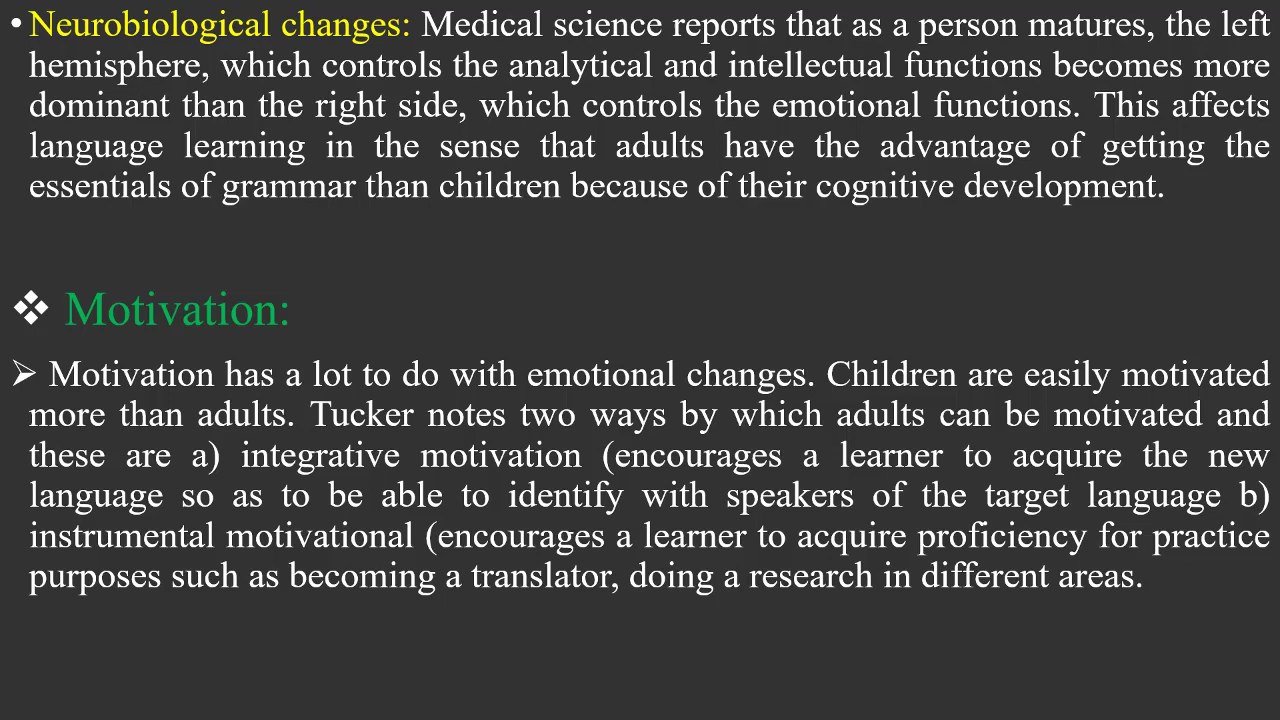 • Neurobiological changes: Medical science reports that as a person matures, the left
hemisphere, which controls the analytical and intellectual functions becomes more
dominant than the right side, which controls the emotional functions. This affects
language learning in the sense that adults have the advantage of getting the
essentials of grammar than children because of their cognitive development.
❖ Motivation:
➢ Motivation has a lot to do with emotional changes. Children are easily motivated
more than adults. Tucker notes two ways by which adults can be motivated and
these are a) integrative motivation (encourages a learner to acquire the new
language so as to be able to identify with speakers of the target language b)
instrumental motivational (encourages a learner to acquire proficiency for practice
purposes such as becoming a translator, doing a research in different areas.